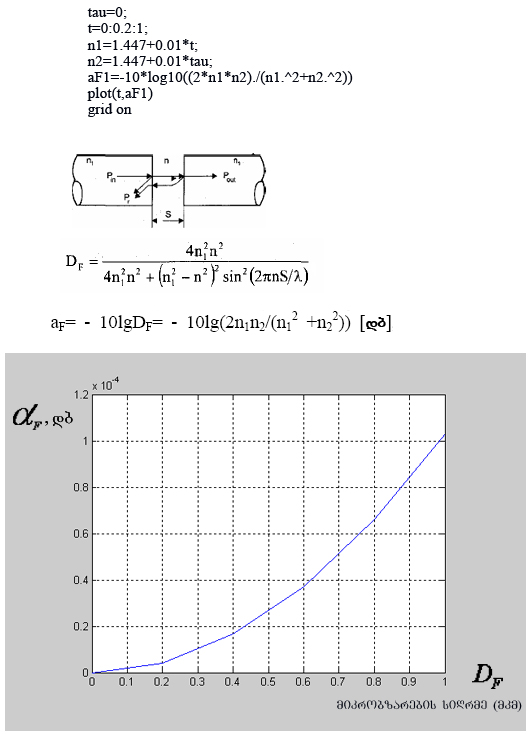 tau=0;
t=0:0.2:1;
n1=1.447+0.01*t;
n2=1.447+0.01*tau;
aF1=-10*log10((2*n1*n2)./(n1.^2+n2.^2))
plot(t,aF1)
grid on
n₁ n n₁
Pin Pout
Pr
S
D_F = 4n₁²n² / (4n₁²n² + (n₁² − n²)² sin²(2πnS/λ))
aF= - 10lgDF= - 10lg(2n₁n₂/(n₁² +n₂²)) [დბ]
x 10⁻⁴
αF, დბ
1.2
1
0.8
0.6
0.4
0.2
0
0 0.1 0.2 0.3 0.4 0.5 0.6 0.7 0.8 0.9 1
DF
მიკრობზარების სიღრმე (მკმ)